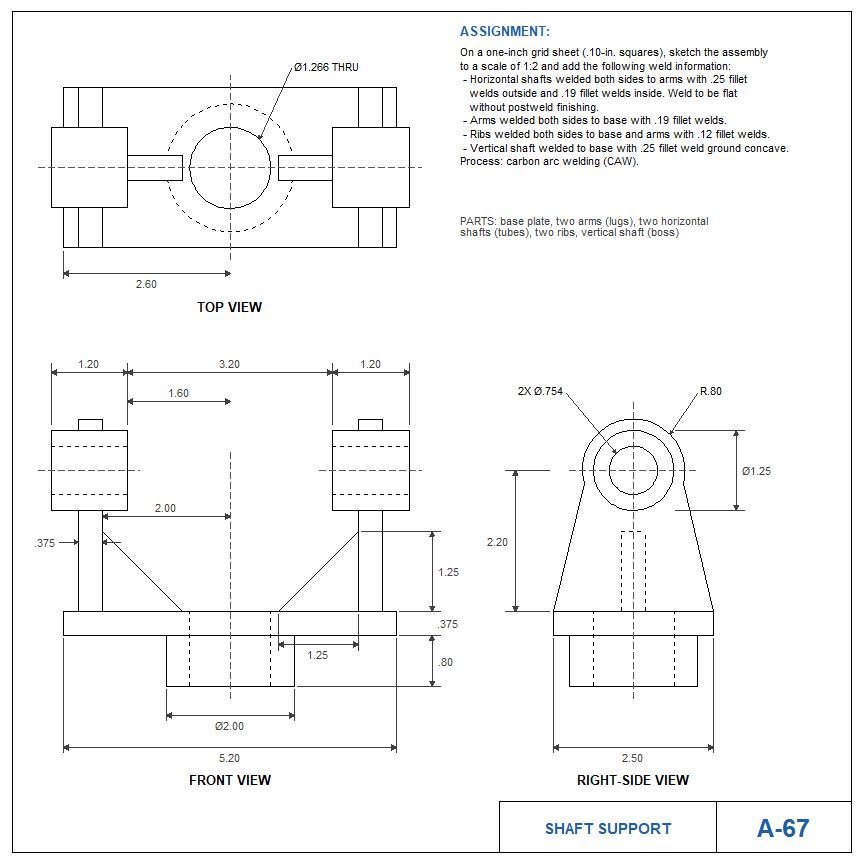 ASSIGNMENT:
On a one-inch grid sheet (.10-in. squares), sketch the assembly
to a scale of 1:2 and add the following weld information:
- Horizontal shafts welded both sides to arms with .25 fillet
welds outside and .19 fillet welds inside. Weld to be flat
without postweld finishing.
- Arms welded both sides to base with .19 fillet welds.
- Ribs welded both sides to base and arms with .12 fillet welds.
- Vertical shaft welded to base with .25 fillet weld ground concave.
Process: carbon arc welding (CAW).
PARTS: base plate, two arms (lugs), two horizontal
shafts (tubes), two ribs, vertical shaft (boss)
Ø1.266 THRU
2.60
TOP VIEW
1.20
3.20
1.20
1.60
2.00
.375
1.25
.375
1.25
.80
Ø2.00
5.20
FRONT VIEW
2X Ø.754
R.80
Ø1.25
2.20
2.50
RIGHT-SIDE VIEW
SHAFT SUPPORT
A-67